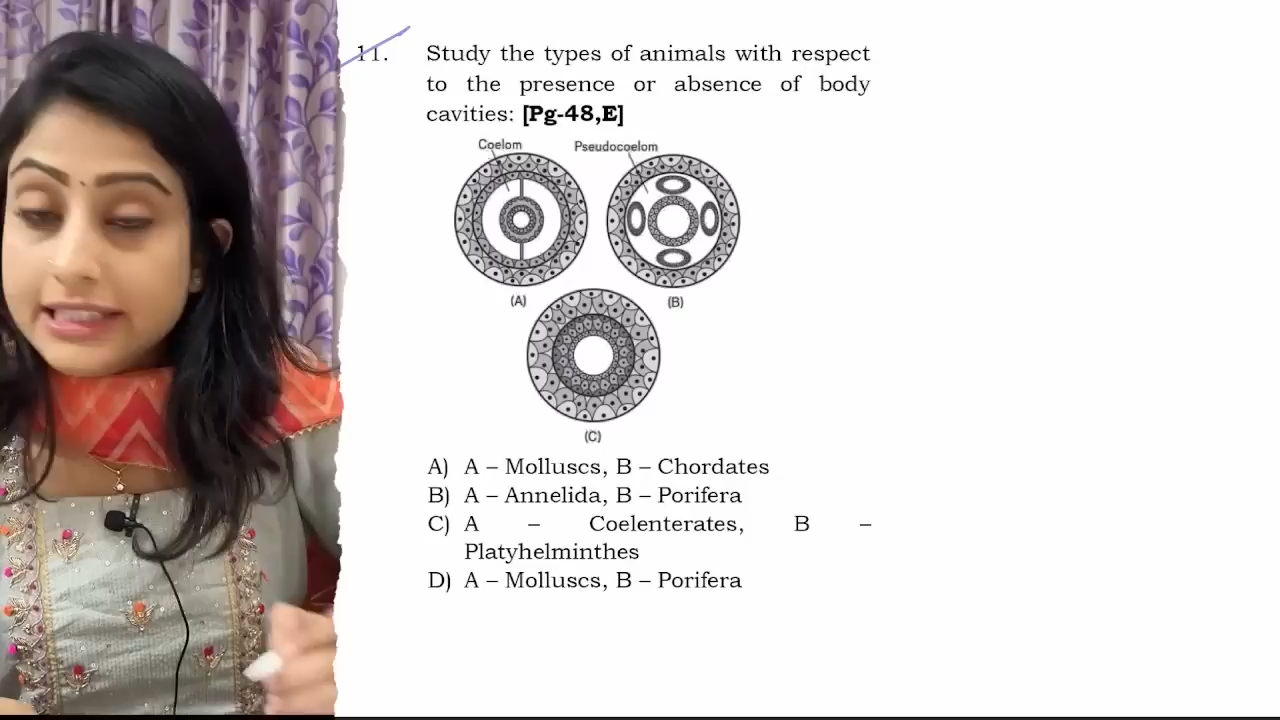 11. Study the types of animals with respect
to the presence or absence of body
cavities: [Pg-48,E]
Coelom Pseudocoelom
(A) (B)
(C)
A) A – Molluscs, B – Chordates
B) A – Annelida, B – Porifera
C) A – Coelenterates, B –
Platyhelminthes
D) A – Molluscs, B – Porifera